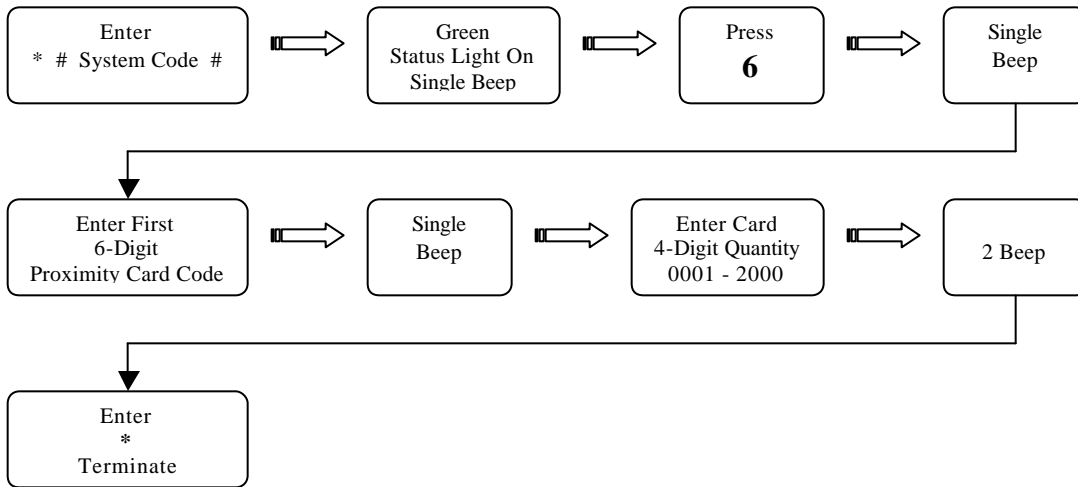 Enter
* # System Code #
Green
Status Light On
Single Beep
Press
6
Single
Beep
Enter First
6-Digit
Proximity Card Code
Single
Beep
Enter Card
4-Digit Quantity
0001 - 2000
2 Beep
Enter
*
Terminate